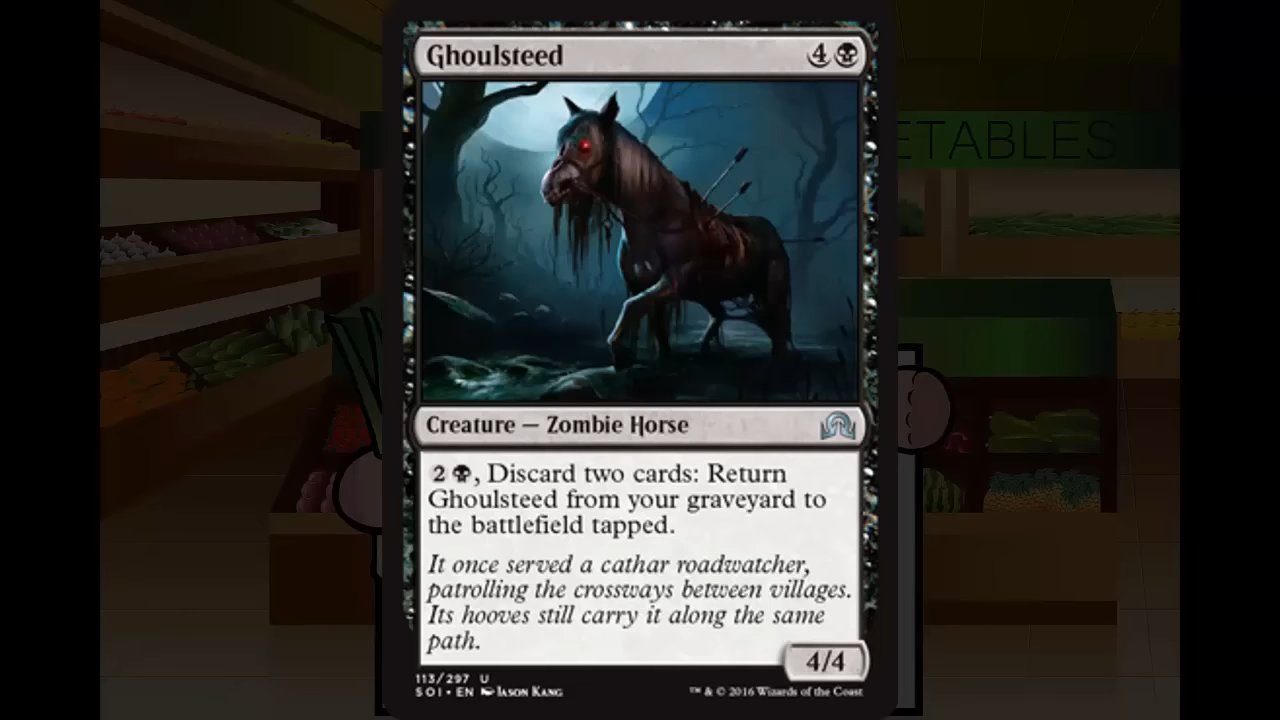 Ghoulsteed 4
ETABLES
Creature — Zombie Horse
2, Discard two cards: Return
Ghoulsteed from your graveyard to
the battlefield tapped.
It once served a cathar roadwatcher,
patrolling the crossways between villages.
Its hooves still carry it along the same
path.
4/4
113/297 U
SOI • EN Jason Kang
™ & © 2016 Wizards of the Coast